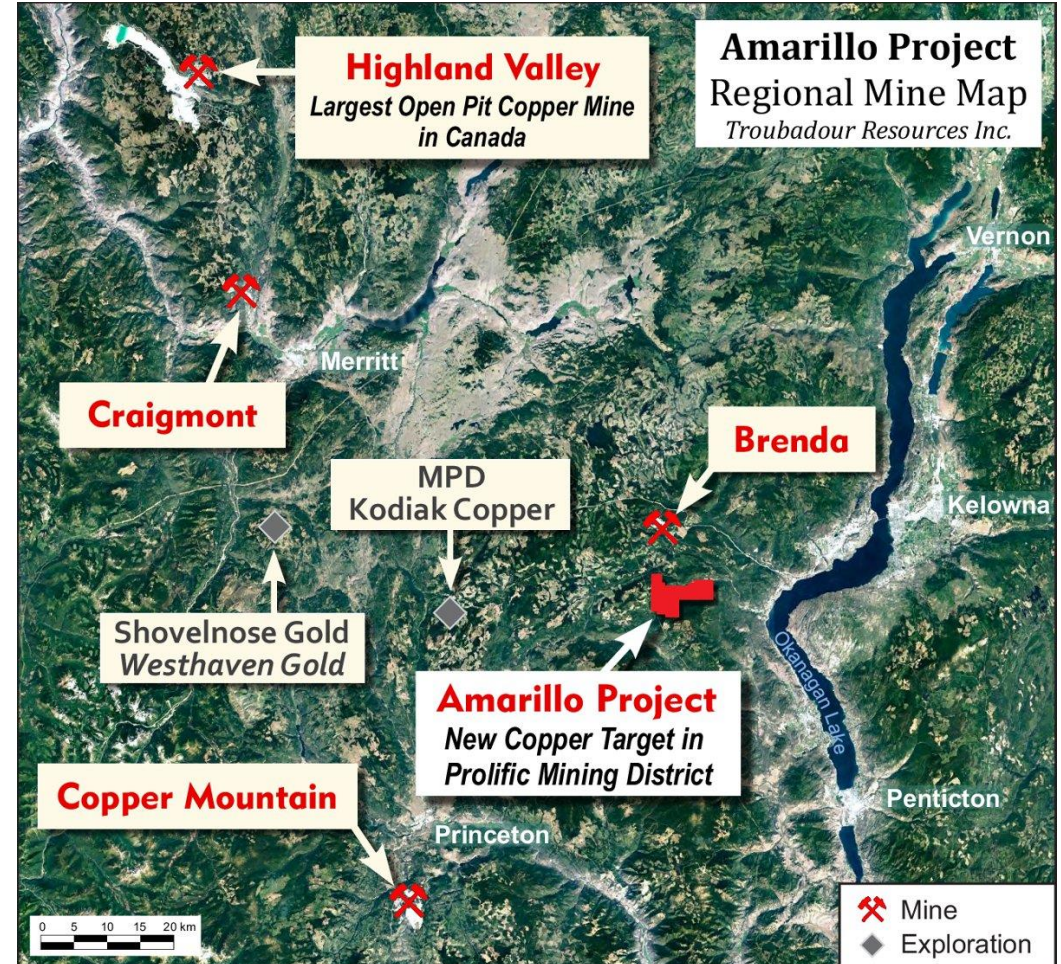 Amarillo Project
Regional Mine Map
Troubadour Resources Inc.
Highland Valley
Largest Open Pit Copper Mine
in Canada
Vernon
Merritt
Craigmont
Brenda
MPD
Kodiak Copper
Kelowna
Shovelnose Gold
Westhaven Gold
Okanagan Lake
Amarillo Project
New Copper Target in
Prolific Mining District
Copper Mountain
Penticton
Princeton
0 5 10 15 20 km
Mine
Exploration